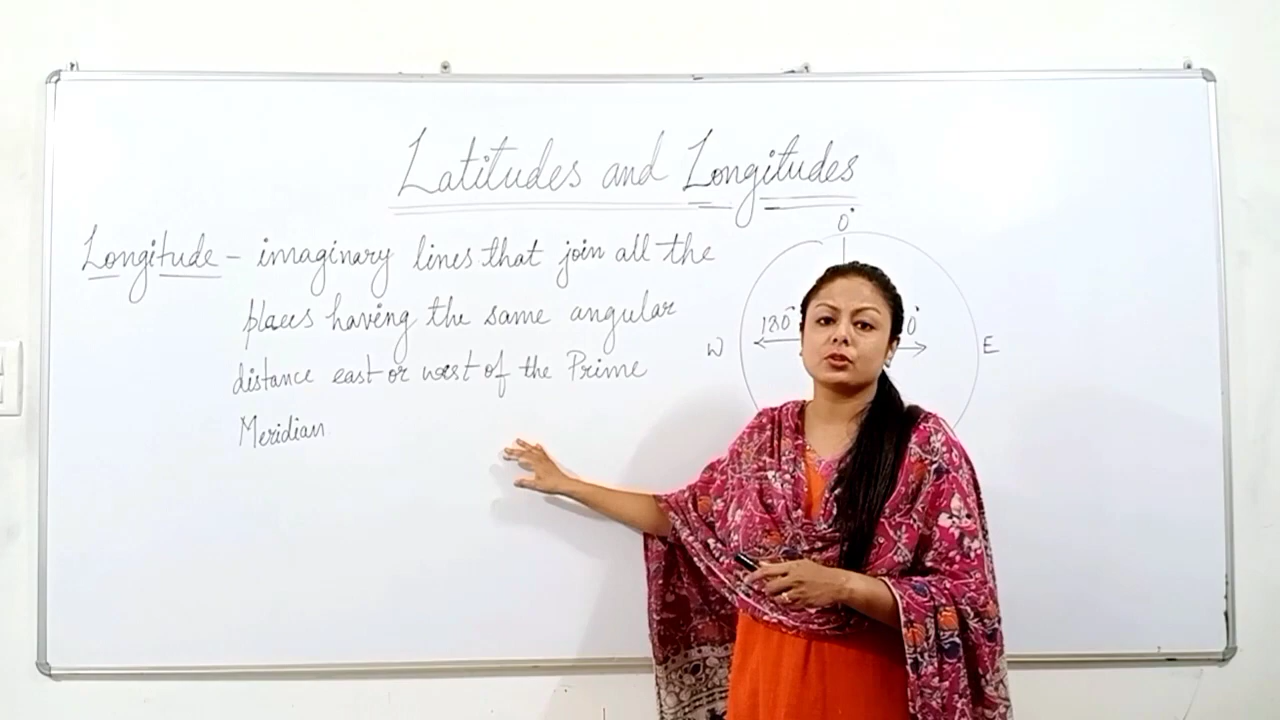 Latitudes and Longitudes
Longitude - imaginary lines that join all the
places having the same angular
distance east or west of the Prime
Meridian
0°
180°
0°
W
E